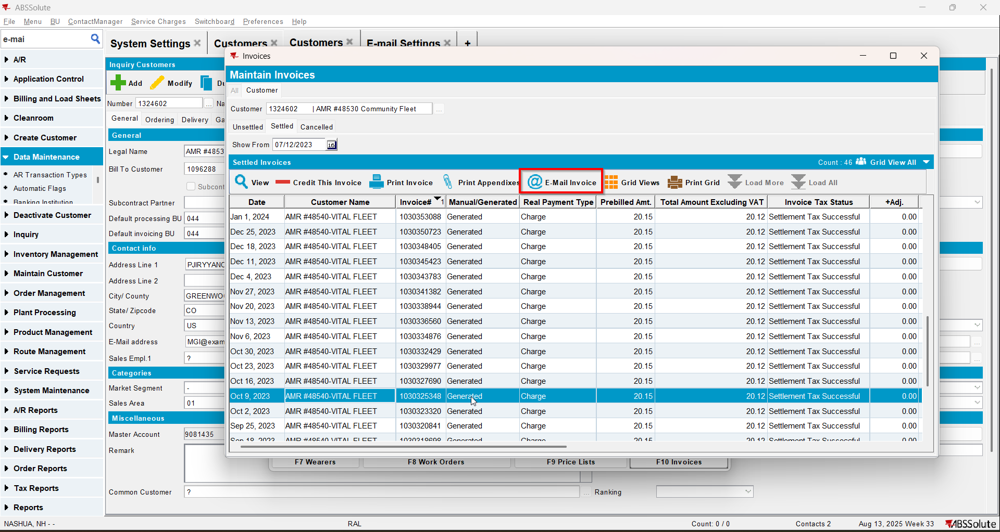 ABSSolute
File Menu BU ContactManager Service Charges Switchboard Preferences Help
e-mai
System Settings Customers Customers E-mail Settings +
Invoices
Inquiry Customers
Maintain Invoices
Add Modify
All Customer
Number 1324602 ...
Customer 1324602 | AMR #48530 Community Fleet ...
General Ordering Delivery
Unsettled Settled Cancelled
Show From 07/12/2023 16
General
Settled Invoices Count : 46 Grid View All
View Credit This Invoice Print Invoice Print Appendixes E-Mail Invoice Grid Views Print Grid Load More Load All
Date Customer Name Invoice# 1 Manual/Generated Real Payment Type Prebilled Amt. Total Amount Excluding VAT Invoice Tax Status +Adj.
Jan 1, 2024 AMR #48540-VITAL FLEET 1030353088 Generated Charge 20.15 20.12 Settlement Tax Successful 0.00
Dec 25, 2023 AMR #48540-VITAL FLEET 1030350723 Generated Charge 20.15 20.12 Settlement Tax Successful 0.00
Dec 18, 2023 AMR #48540-VITAL FLEET 1030348405 Generated Charge 20.15 20.12 Settlement Tax Successful 0.00
Dec 11, 2023 AMR #48540-VITAL FLEET 1030345423 Generated Charge 20.15 20.12 Settlement Tax Successful 0.00
Dec 4, 2023 AMR #48540-VITAL FLEET 1030343783 Generated Charge 20.15 20.12 Settlement Tax Successful 0.00
Nov 27, 2023 AMR #48540-VITAL FLEET 1030341382 Generated Charge 20.15 20.12 Settlement Tax Successful 0.00
Nov 20, 2023 AMR #48540-VITAL FLEET 1030338944 Generated Charge 20.15 20.12 Settlement Tax Successful 0.00
Nov 13, 2023 AMR #48540-VITAL FLEET 1030336560 Generated Charge 20.15 20.12 Settlement Tax Successful 0.00
Nov 6, 2023 AMR #48540-VITAL FLEET 1030334876 Generated Charge 20.15 20.12 Settlement Tax Successful 0.00
Oct 30, 2023 AMR #48540-VITAL FLEET 1030332429 Generated Charge 20.15 20.12 Settlement Tax Successful 0.00
Oct 23, 2023 AMR #48540-VITAL FLEET 1030329977 Generated Charge 20.15 20.12 Settlement Tax Successful 0.00
Oct 16, 2023 AMR #48540-VITAL FLEET 1030327690 Generated Charge 20.15 20.12 Settlement Tax Successful 0.00
Oct 9, 2023 AMR #48540-VITAL FLEET 1030325348 Generated Charge 20.15 20.12 Settlement Tax Successful 0.00
Oct 2, 2023 AMR #48540-VITAL FLEET 1030323320 Generated Charge 20.15 20.12 Settlement Tax Successful 0.00
Sep 25, 2023 AMR #48540-VITAL FLEET 1030320841 Generated Charge 20.15 20.12 Settlement Tax Successful 0.00
Sep 18, 2023 AMR #48540-VITAL FLEET 1030318698 Generated Charge 20.15 20.12 Settlement Tax Successful 0.00
F7 Wearers F8 Work Orders F9 Price Lists F10 Invoices
A/R
Application Control
Billing and Load Sheets
Cleanroom
Create Customer
Data Maintenance
AR Transaction Types
Automatic Flags
Banking Institution
Deactivate Customer
Inquiry
Inventory Management
Maintain Customer
Order Management
Plant Processing
Product Management
Route Management
Service Requests
System Maintenance
A/R Reports
Billing Reports
Delivery Reports
Order Reports
Tax Reports
Reports
Legal Name AMR #4853
Bill To Customer 1096288
Subcont
Subcontract Partner
Default processing BU 044
Default invoicing BU 044
Contact info
Address Line 1 PJIRYYANC
Address Line 2
City/ County GREENWO
State/ Zipcode CO
Country US
E-Mail address MGI@exam
Sales Empl.1 ?
Categories
Market Segment -
Sales Area 01
Miscellaneous
Master Account 9081435
Remark
Common Customer ? ... Ranking
NASHUA, NH - - RAL Count: 0 / 0 Contacts 2 Aug 13, 2025 Week 33 ABSSolute